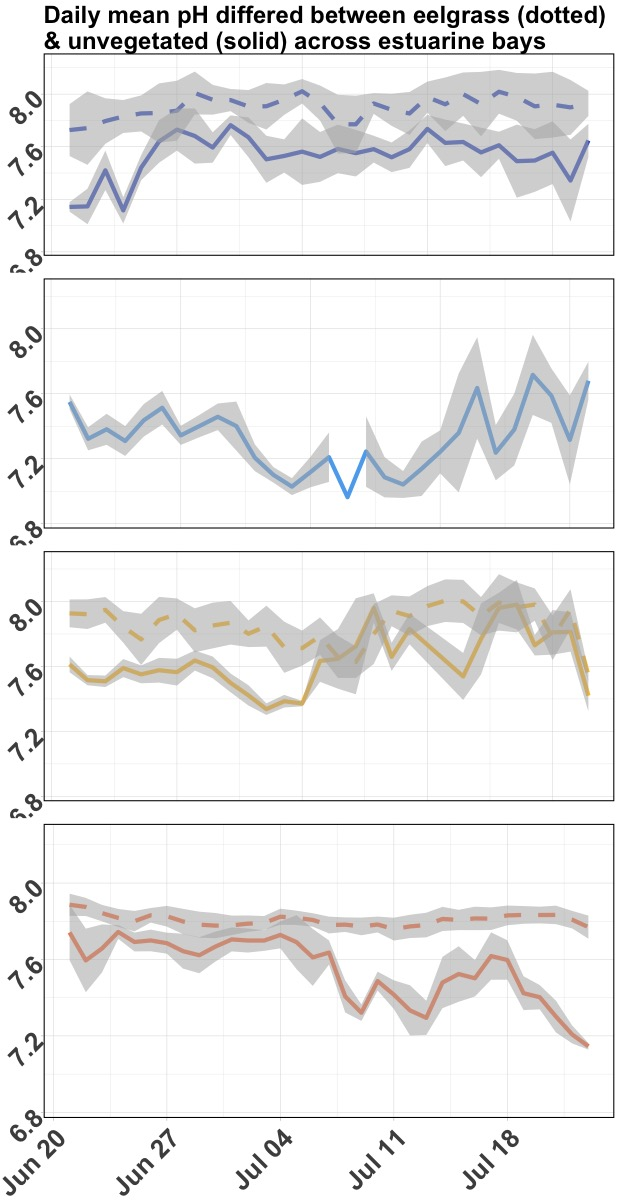 Daily mean pH differed between eelgrass (dotted)
& unvegetated (solid) across estuarine bays
8.0
7.6
7.2
6.8
8.0
7.6
7.2
6.8
8.0
7.6
7.2
6.8
8.0
7.6
7.2
6.8
Jun 20
Jun 27
Jul 04
Jul 11
Jul 18